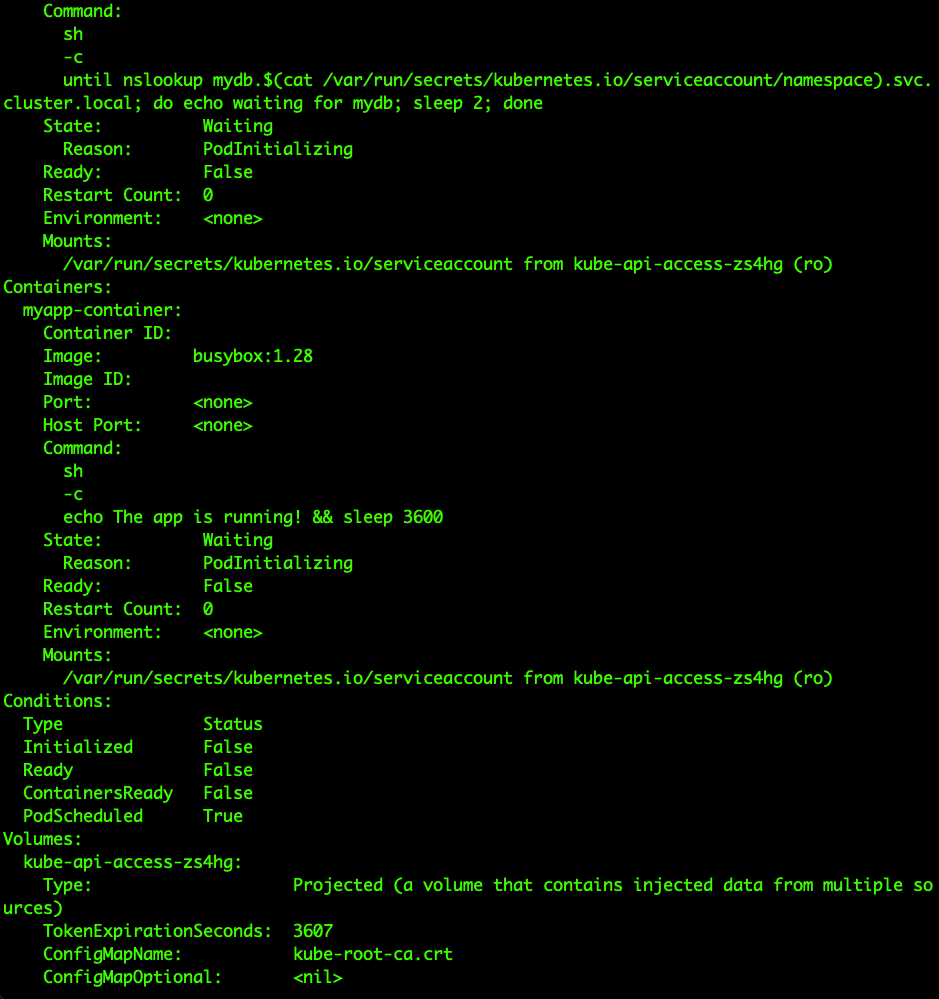 Command:
      sh
      -c
      until nslookup mydb.$(cat /var/run/secrets/kubernetes.io/serviceaccount/namespace).svc.
cluster.local; do echo waiting for mydb; sleep 2; done
    State:          Waiting
      Reason:       PodInitializing
    Ready:          False
    Restart Count:  0
    Environment:    <none>
    Mounts:
      /var/run/secrets/kubernetes.io/serviceaccount from kube-api-access-zs4hg (ro)
Containers:
  myapp-container:
    Container ID:
    Image:         busybox:1.28
    Image ID:
    Port:          <none>
    Host Port:     <none>
    Command:
      sh
      -c
      echo The app is running! && sleep 3600
    State:          Waiting
      Reason:       PodInitializing
    Ready:          False
    Restart Count:  0
    Environment:    <none>
    Mounts:
      /var/run/secrets/kubernetes.io/serviceaccount from kube-api-access-zs4hg (ro)
Conditions:
  Type              Status
  Initialized       False
  Ready             False
  ContainersReady   False
  PodScheduled      True
Volumes:
  kube-api-access-zs4hg:
    Type:                    Projected (a volume that contains injected data from multiple so
urces)
    TokenExpirationSeconds:  3607
    ConfigMapName:           kube-root-ca.crt
    ConfigMapOptional:       <nil>